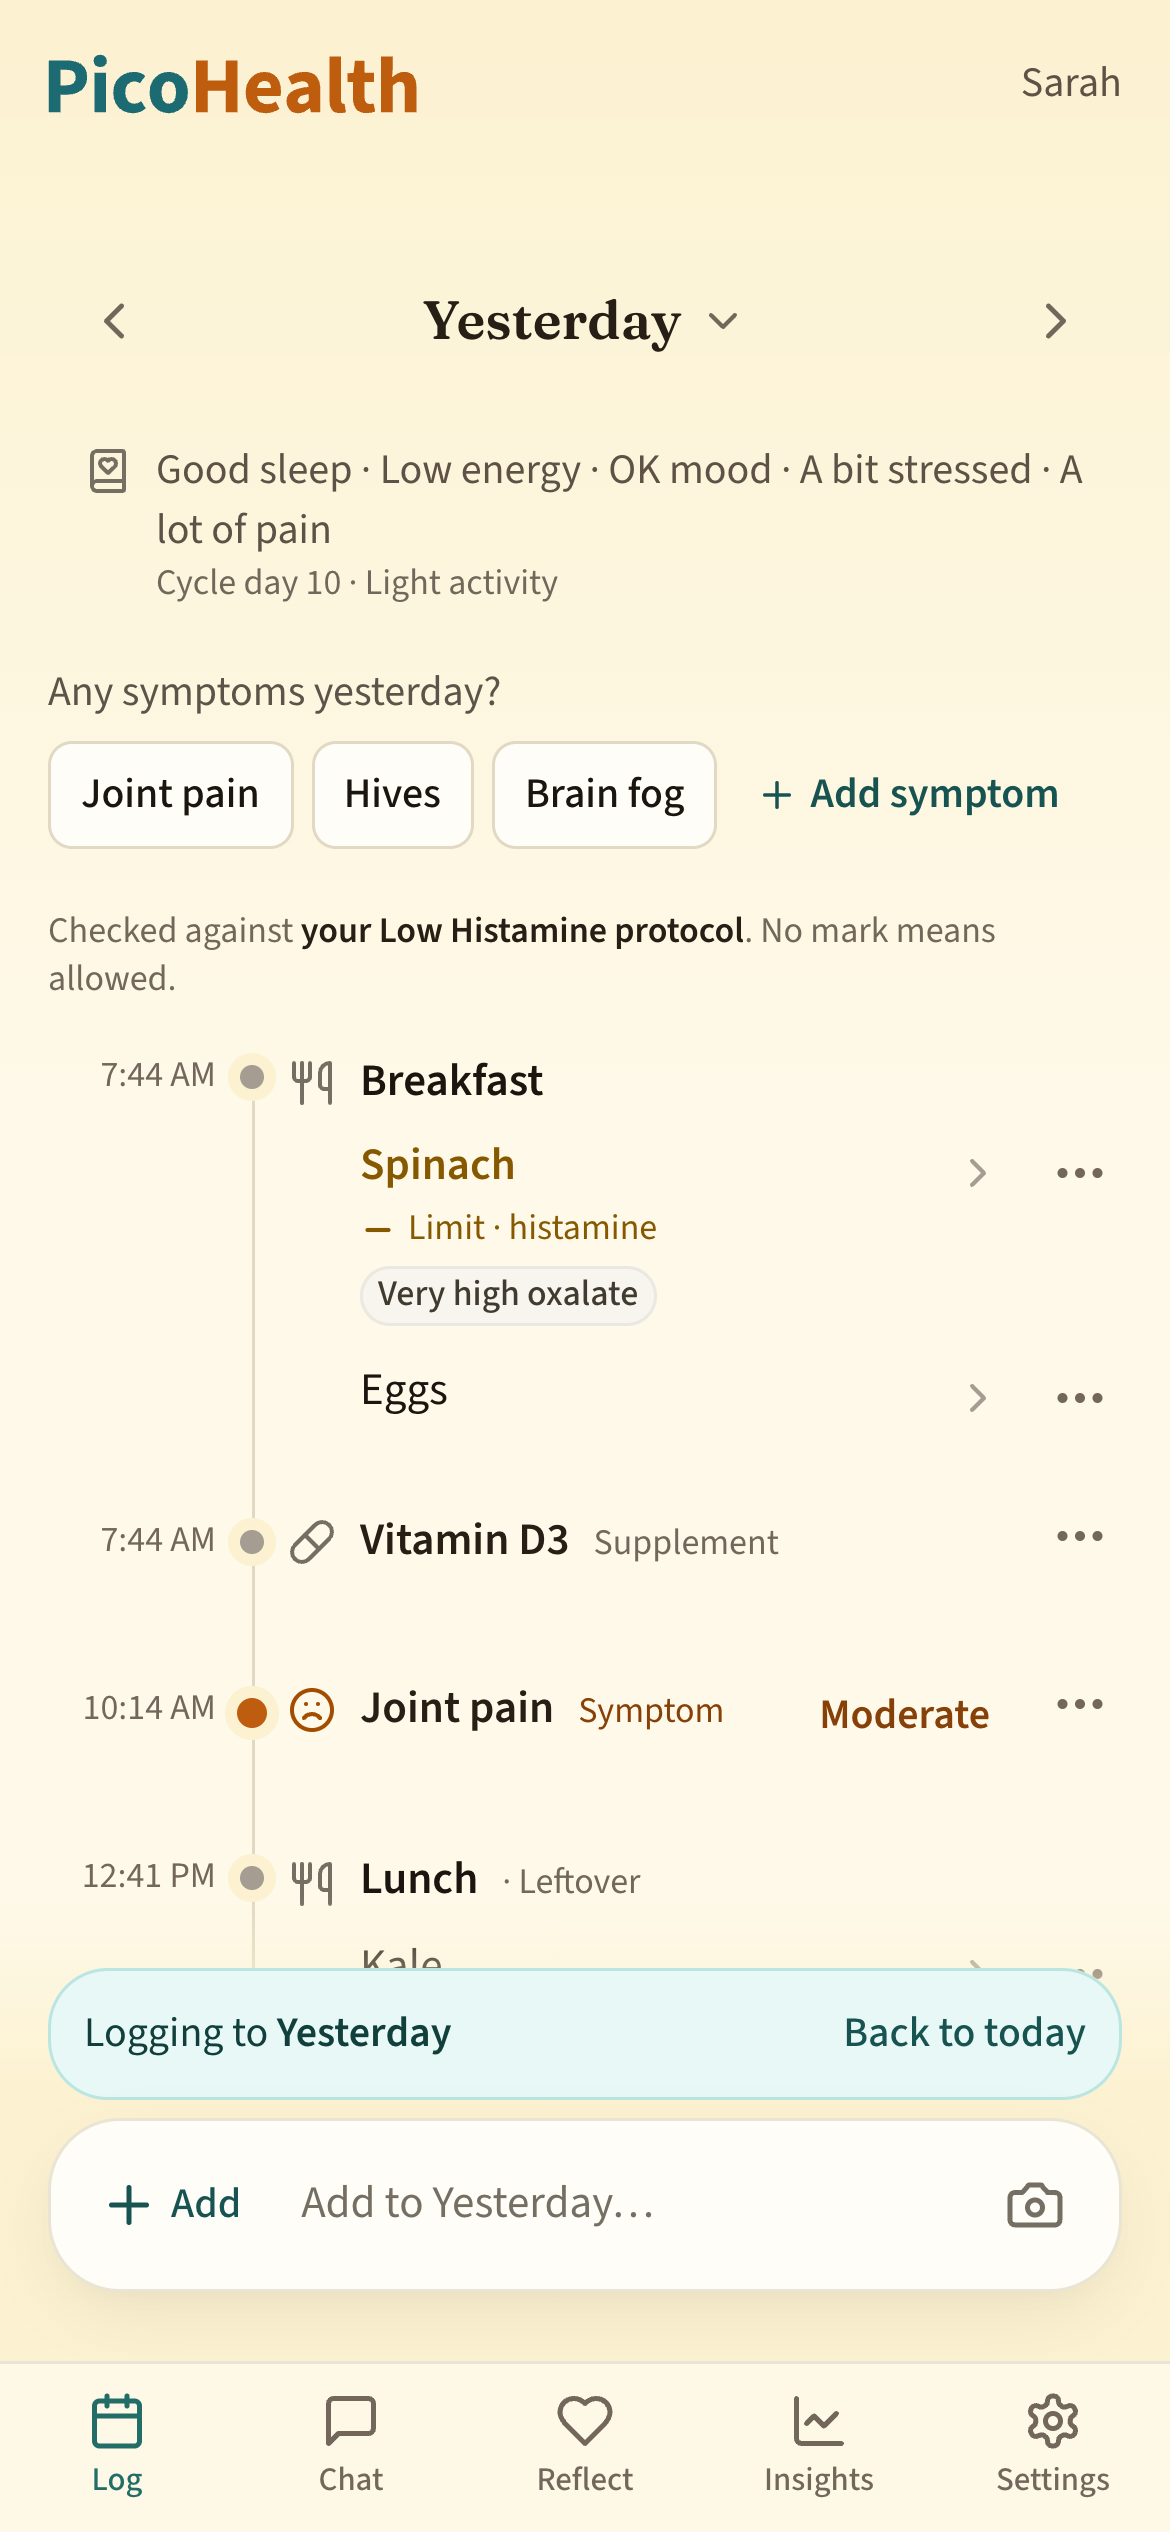 PicoHealth
Sarah
Yesterday
Good sleep · Low energy · OK mood · A bit stressed · A
lot of pain
Cycle day 10 · Light activity
Any symptoms yesterday?
Joint pain
Hives
Brain fog
+ Add symptom
Checked against your Low Histamine protocol. No mark means
allowed.
7:44 AM
Breakfast
Spinach
– Limit · histamine
Very high oxalate
Eggs
7:44 AM
Vitamin D3 Supplement
10:14 AM
Joint pain Symptom
Moderate
12:41 PM
Lunch · Leftover
Kale
Logging to Yesterday
Back to today
+ Add
Add to Yesterday…
Log
Chat
Reflect
Insights
Settings